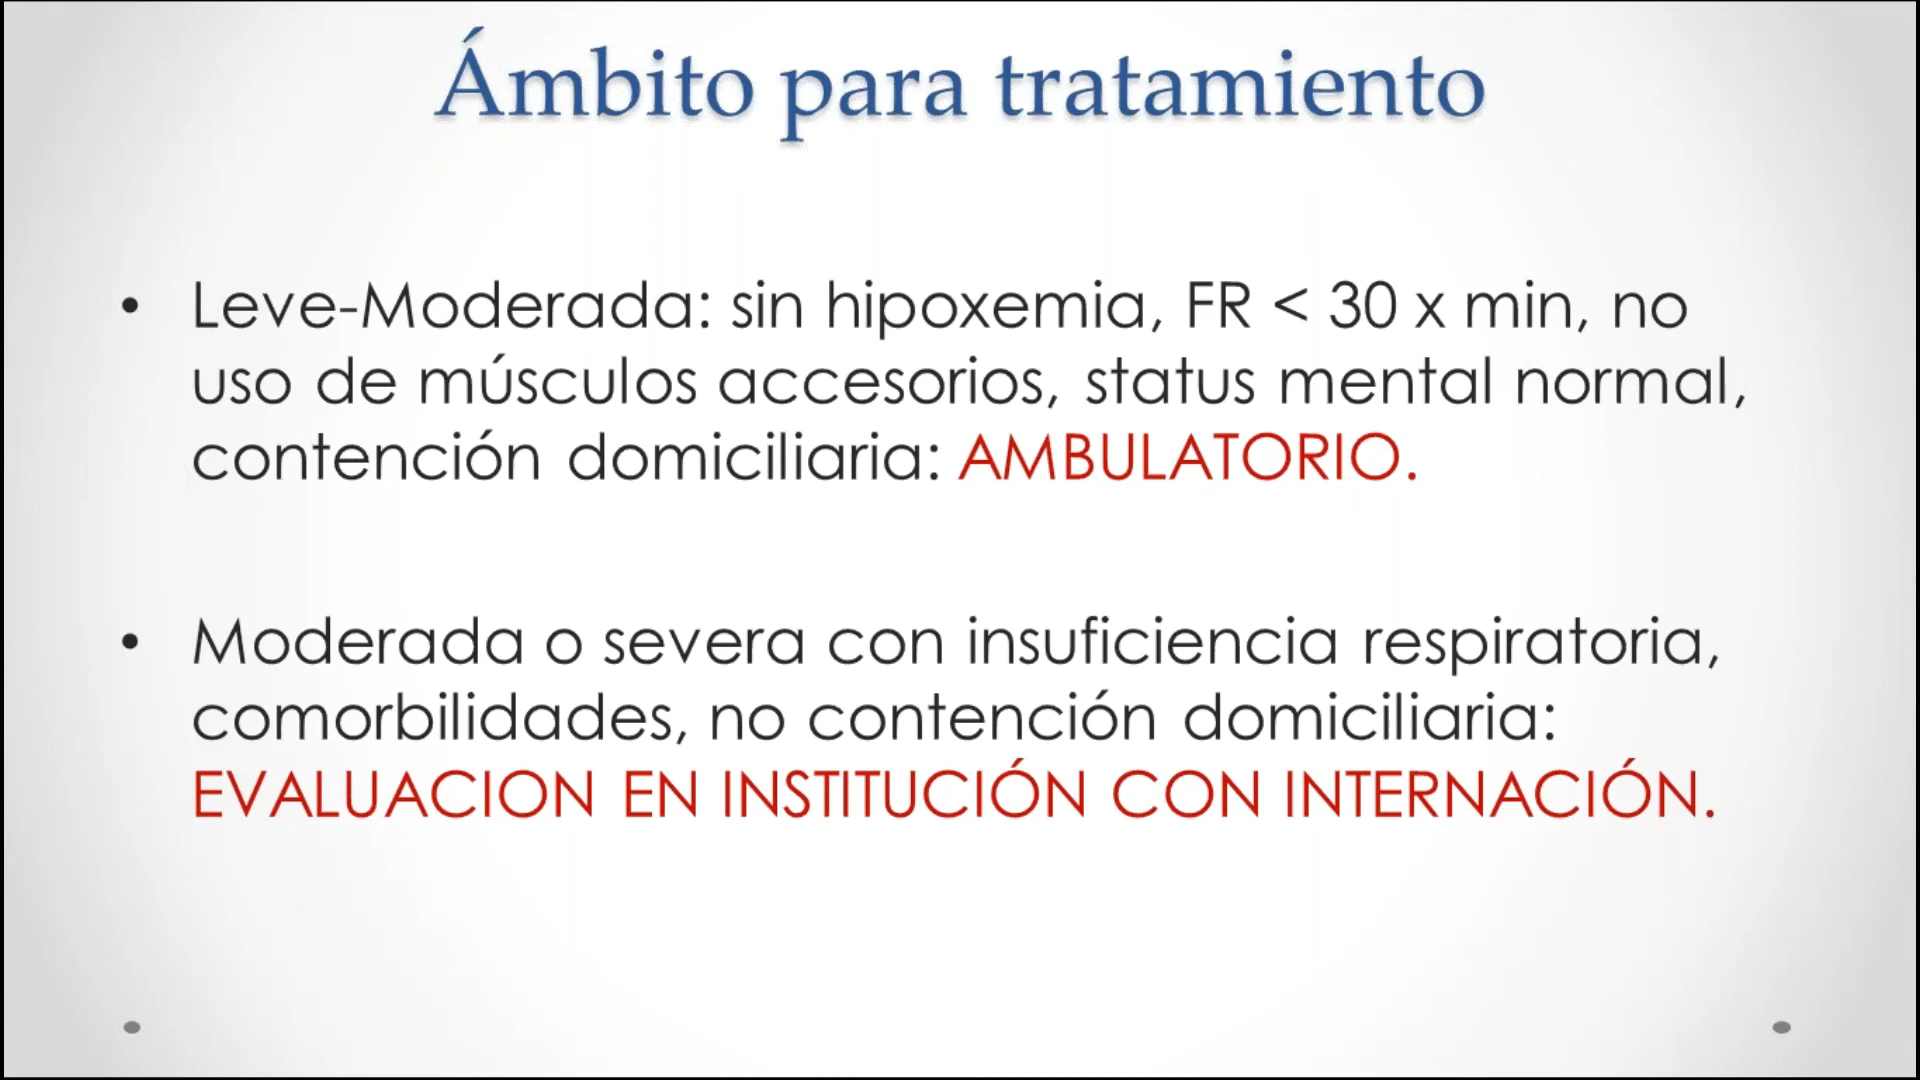 Ámbito para tratamiento
• Leve-Moderada: sin hipoxemia, FR < 30 x min, no
uso de músculos accesorios, status mental normal,
contención domiciliaria: AMBULATORIO.
• Moderada o severa con insuficiencia respiratoria,
comorbilidades, no contención domiciliaria:
EVALUACION EN INSTITUCIÓN CON INTERNACIÓN.